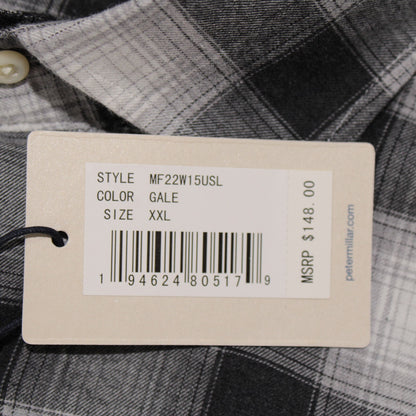 STYLE MF22W15USL
COLOR GALE
SIZE XXL
1 94624 80517 9
MSRP $148.00
petermillar.com